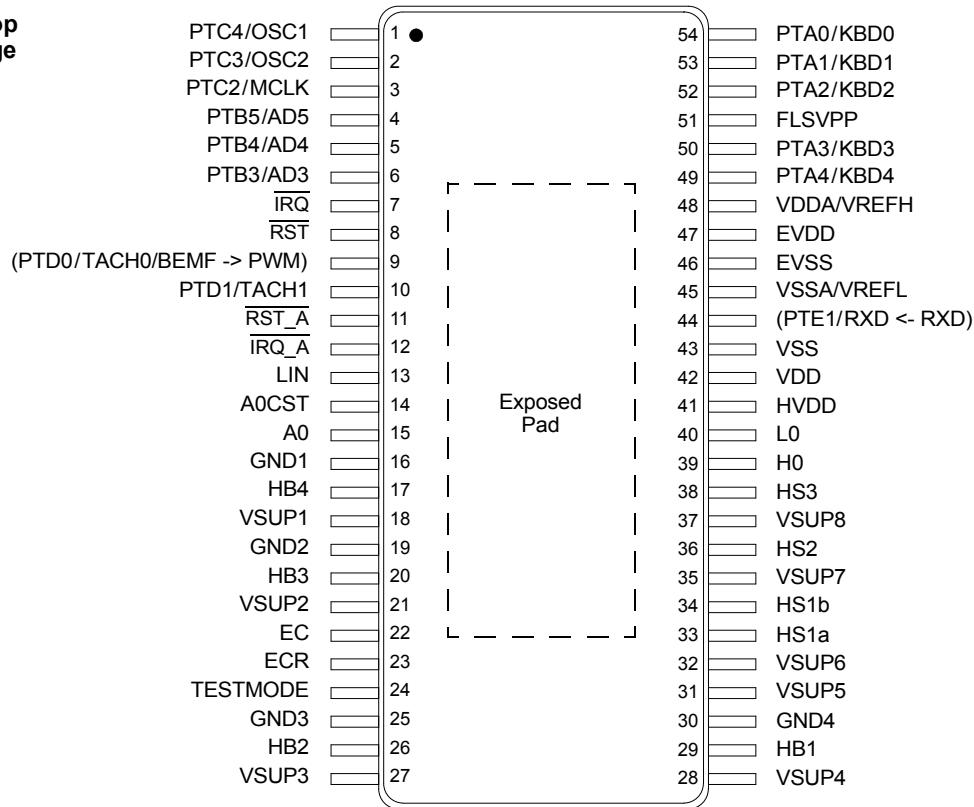 op
ge
PTC4/OSC1 1 54 PTA0/KBD0
PTC3/OSC2 2 53 PTA1/KBD1
PTC2/MCLK 3 52 PTA2/KBD2
PTB5/AD5 4 51 FLSVPP
PTB4/AD4 5 50 PTA3/KBD3
PTB3/AD3 6 49 PTA4/KBD4
IRQ 7 48 VDDA/VREFH
RST 8 47 EVDD
(PTD0/TACH0/BEMF -> PWM) 9 46 EVSS
PTD1/TACH1 10 45 VSSA/VREFL
RST_A 11 44 (PTE1/RXD <- RXD)
IRQ_A 12 43 VSS
LIN 13 42 VDD
A0CST 14 Exposed 41 HVDD
A0 15 Pad 40 L0
GND1 16 39 H0
HB4 17 38 HS3
VSUP1 18 37 VSUP8
GND2 19 36 HS2
HB3 20 35 VSUP7
VSUP2 21 34 HS1b
EC 22 33 HS1a
ECR 23 32 VSUP6
TESTMODE 24 31 VSUP5
GND3 25 30 GND4
HB2 26 29 HB1
VSUP3 27 28 VSUP4